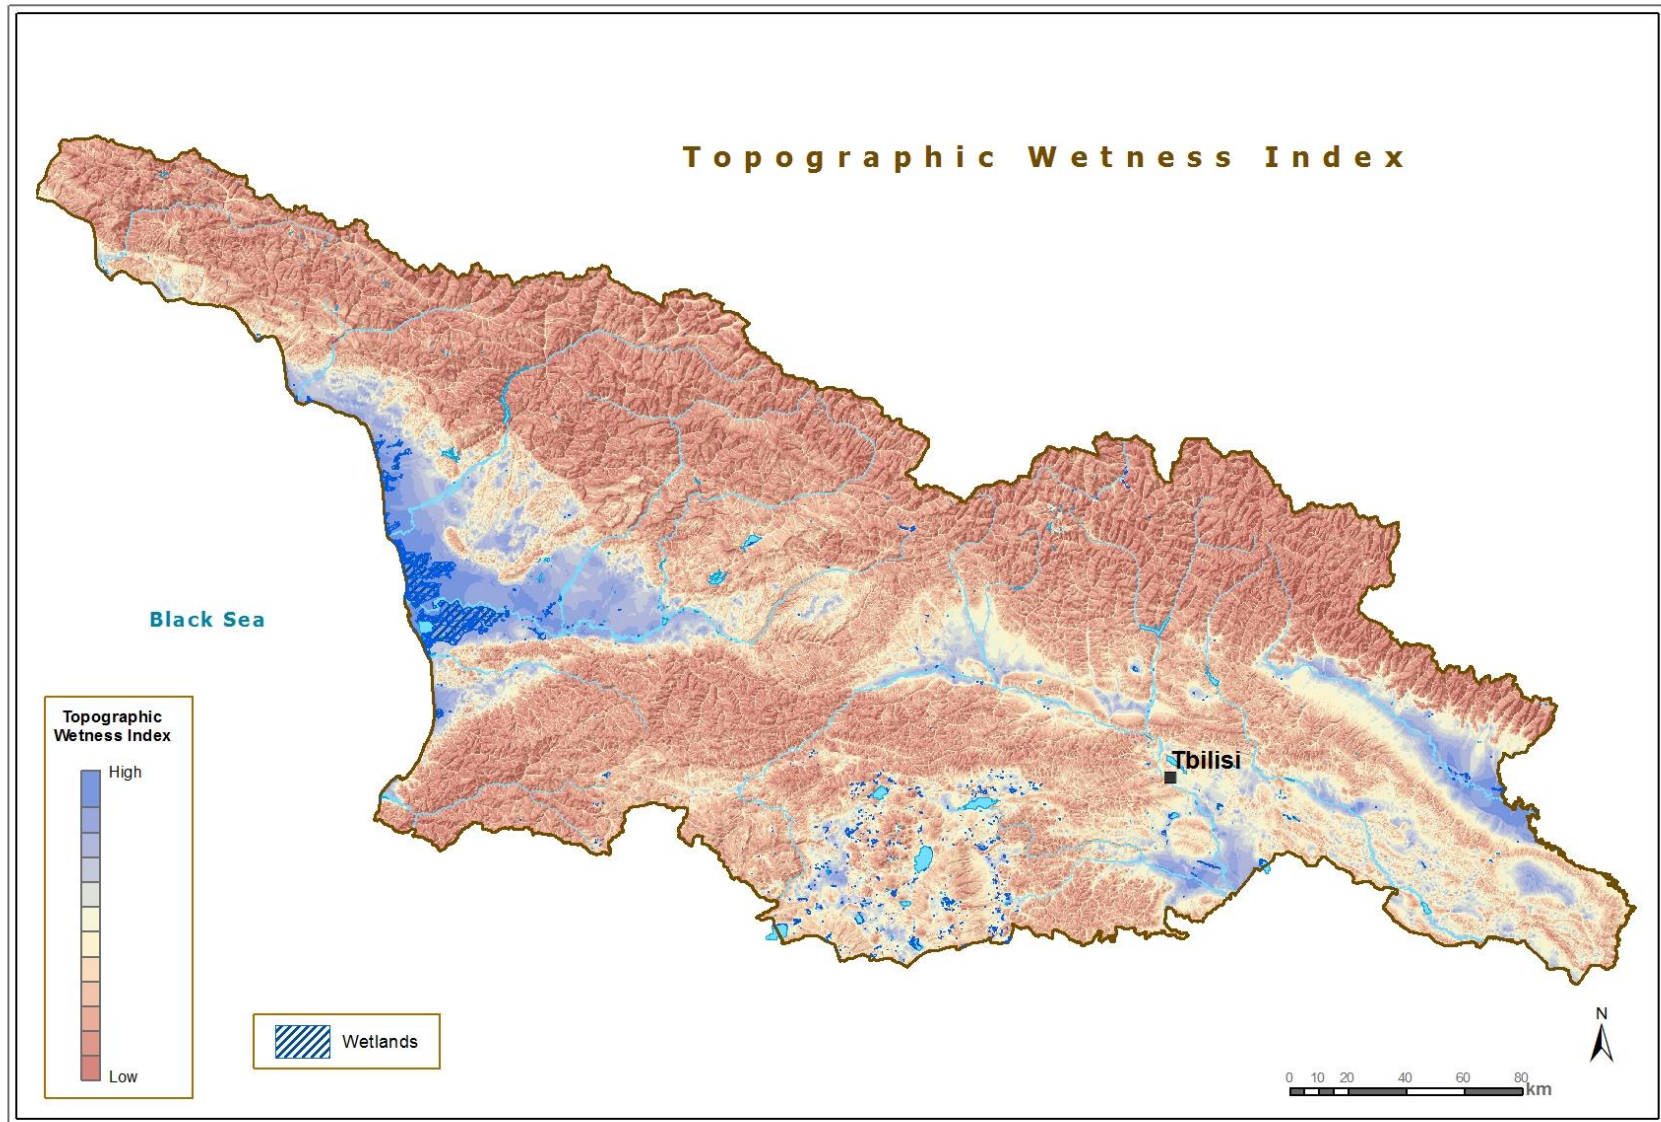 Topographic Wetness Index
Black Sea
Tbilisi
Topographic
Wetness Index
High
Low
Wetlands
N
0 10 20 40 60 80 km